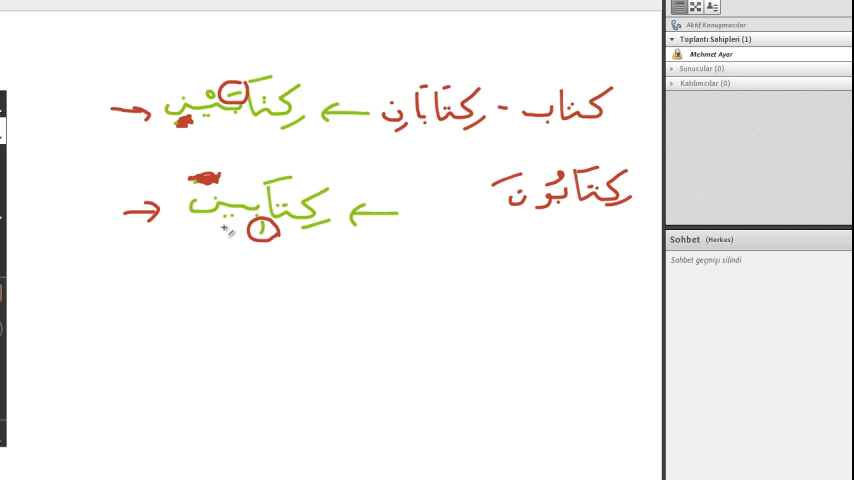 كتاب - كِتَابَانِ ← كِتَابَيْن →
كِتَابُونَ ← كِتَابِين →
Aktif Konuşmacılar
Toplantı Sahipleri (1)
Mehmet Ayar
Sunucular (0)
Katılımcılar (0)
Sohbet (Herkes)
Sohbet geçmişi silindi